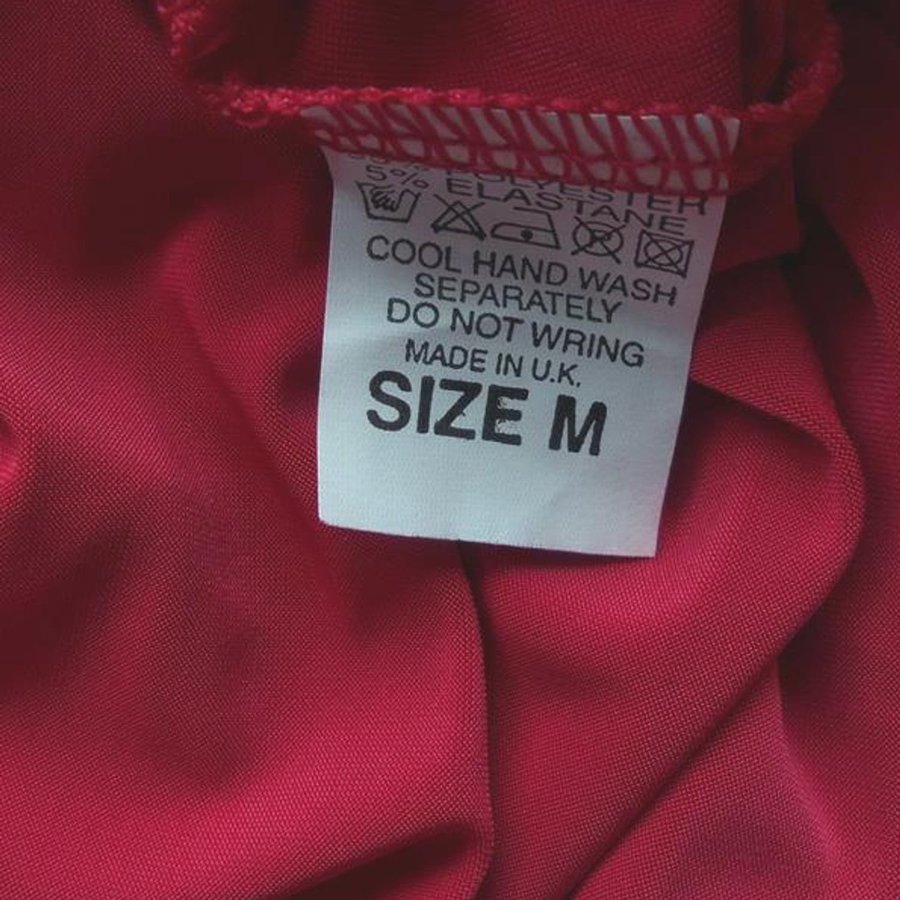 POLYESTER
5% ELASTANE
COOL HAND WASH
SEPARATELY
DO NOT WRING
MADE IN U.K.
SIZE M